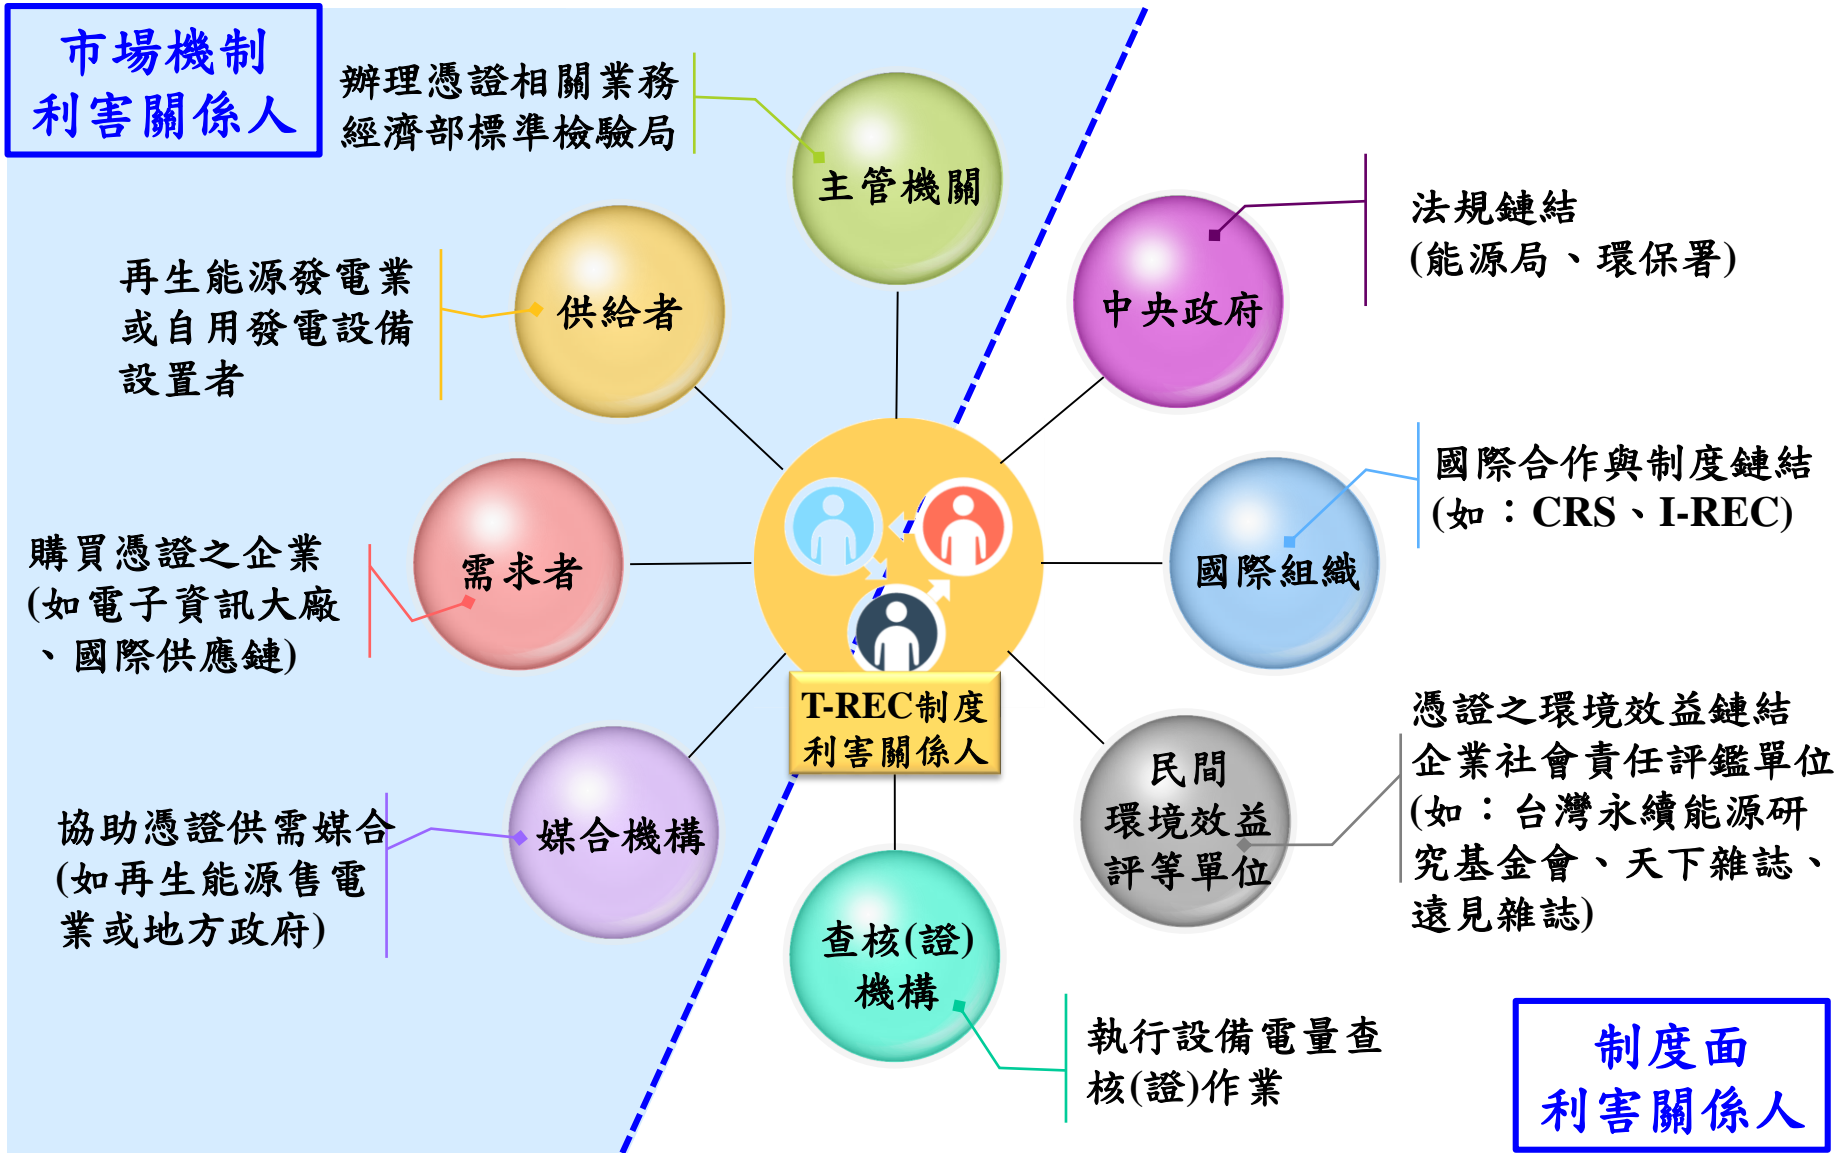 市場機制
利害關係人
辦理憑證相關業務
經濟部標準檢驗局
主管機關
再生能源發電業
或自用發電設備
設置者
供給者
購買憑證之企業
(如電子資訊大廠
、國際供應鏈)
需求者
協助憑證供需媒合
(如再生能源售電
業或地方政府)
媒合機構
T-REC制度
利害關係人
中央政府
法規鏈結
(能源局、環保署)
國際組織
國際合作與制度鏈結
(如：CRS、I-REC)
民間
環境效益
評等單位
憑證之環境效益鏈結
企業社會責任評鑑單位
(如：台灣永續能源研
究基金會、天下雜誌、
遠見雜誌)
查核(證)
機構
執行設備電量查
核(證)作業
制度面
利害關係人